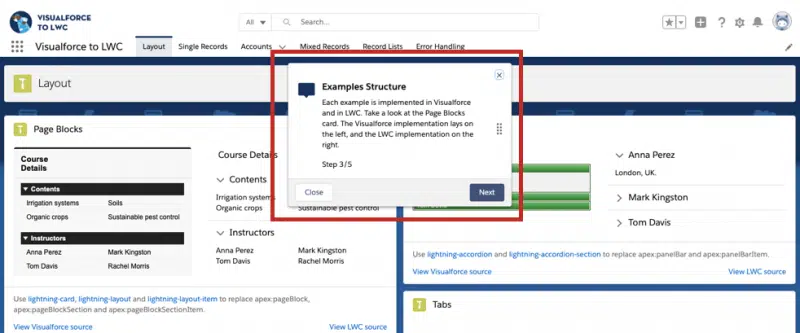 VISUALFORCE
TO LWC
All
Search...
Visualforce to LWC
Layout
Single Records
Accounts
Mixed Records
Record Lists
Error Handling
Layout
Page Blocks
Course
Details
Contents
Irrigation systems Soils
Organic crops Sustainable pest control
Instructors
Anna Perez Mark Kingston
Tom Davis Rachel Morris
Course Details
Contents
Irrigation systems
Organic crops Sustainable pest control
Instructors
Anna Perez Mark Kingston
Tom Davis Rachel Morris
Use lightning-card, lightning-layout and lightning-layout-item to replace apex:pageBlock,
apex:pageBlockSection and apex:pageBlockSectionItem.
View Visualforce source
View LWC source
Examples Structure
Each example is implemented in Visualforce
and in LWC. Take a look at the Page Blocks
card. The Visualforce implementation lays on
the left, and the LWC implementation on the
right.
Step 3/5
Close
Next
Anna Perez
London, UK.
Mark Kingston
Tom Davis
Use lightning-accordion and lightning-accordion-section to replace apex:panelBar and apex:panelBarItem.
View Visualforce source
View LWC source
Tabs